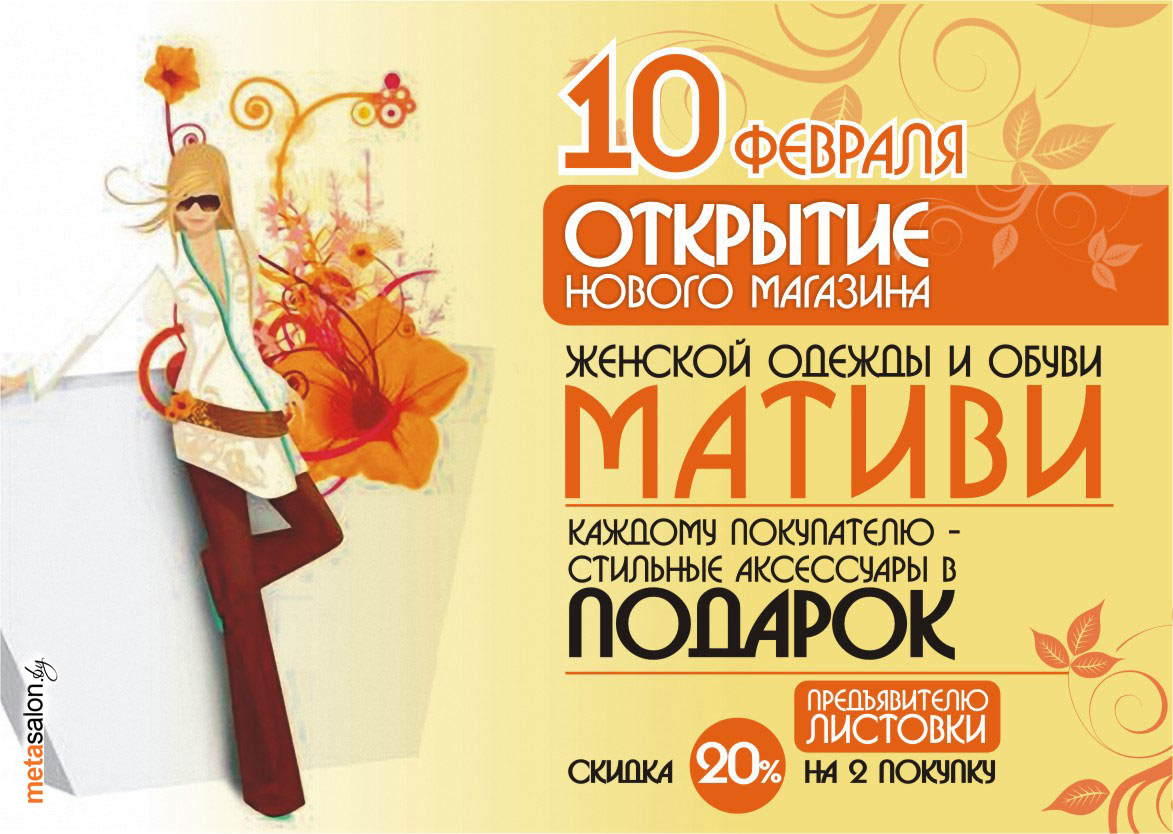 10 ФЕВРАЛЯ
ОТКРЫТИЕ
НОВОГО МАГАЗИНА
ЖЕНСКОЙ ОДЕЖДЫ И ОБУВИ
МАТИВИ
КАЖДОМУ ПОКУПАТЕЛЮ -
СТИЛЬНЫЕ АКСЕССУАРЫ В
ПОДАРОК
ПРЕДЪЯВИТЕЛЮ
ЛИСТОВКИ
СКИДКА 20% НА 2 ПОКУПКУ
metasalon.by